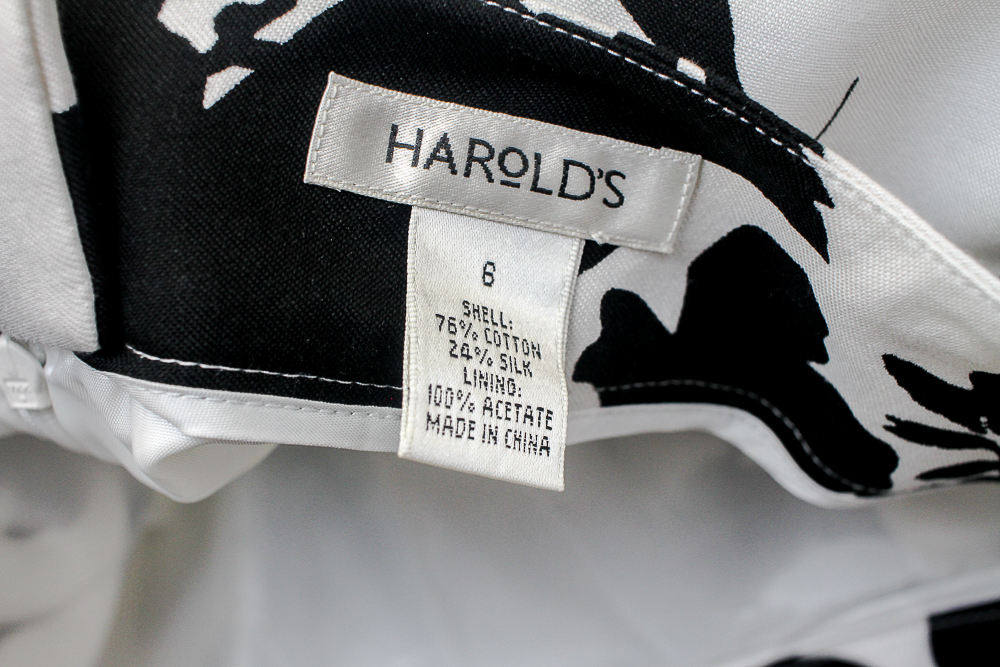 HAROLD'S
6
SHELL:
76% COTTON
24% SILK
LINING:
100% ACETATE
MADE IN CHINA